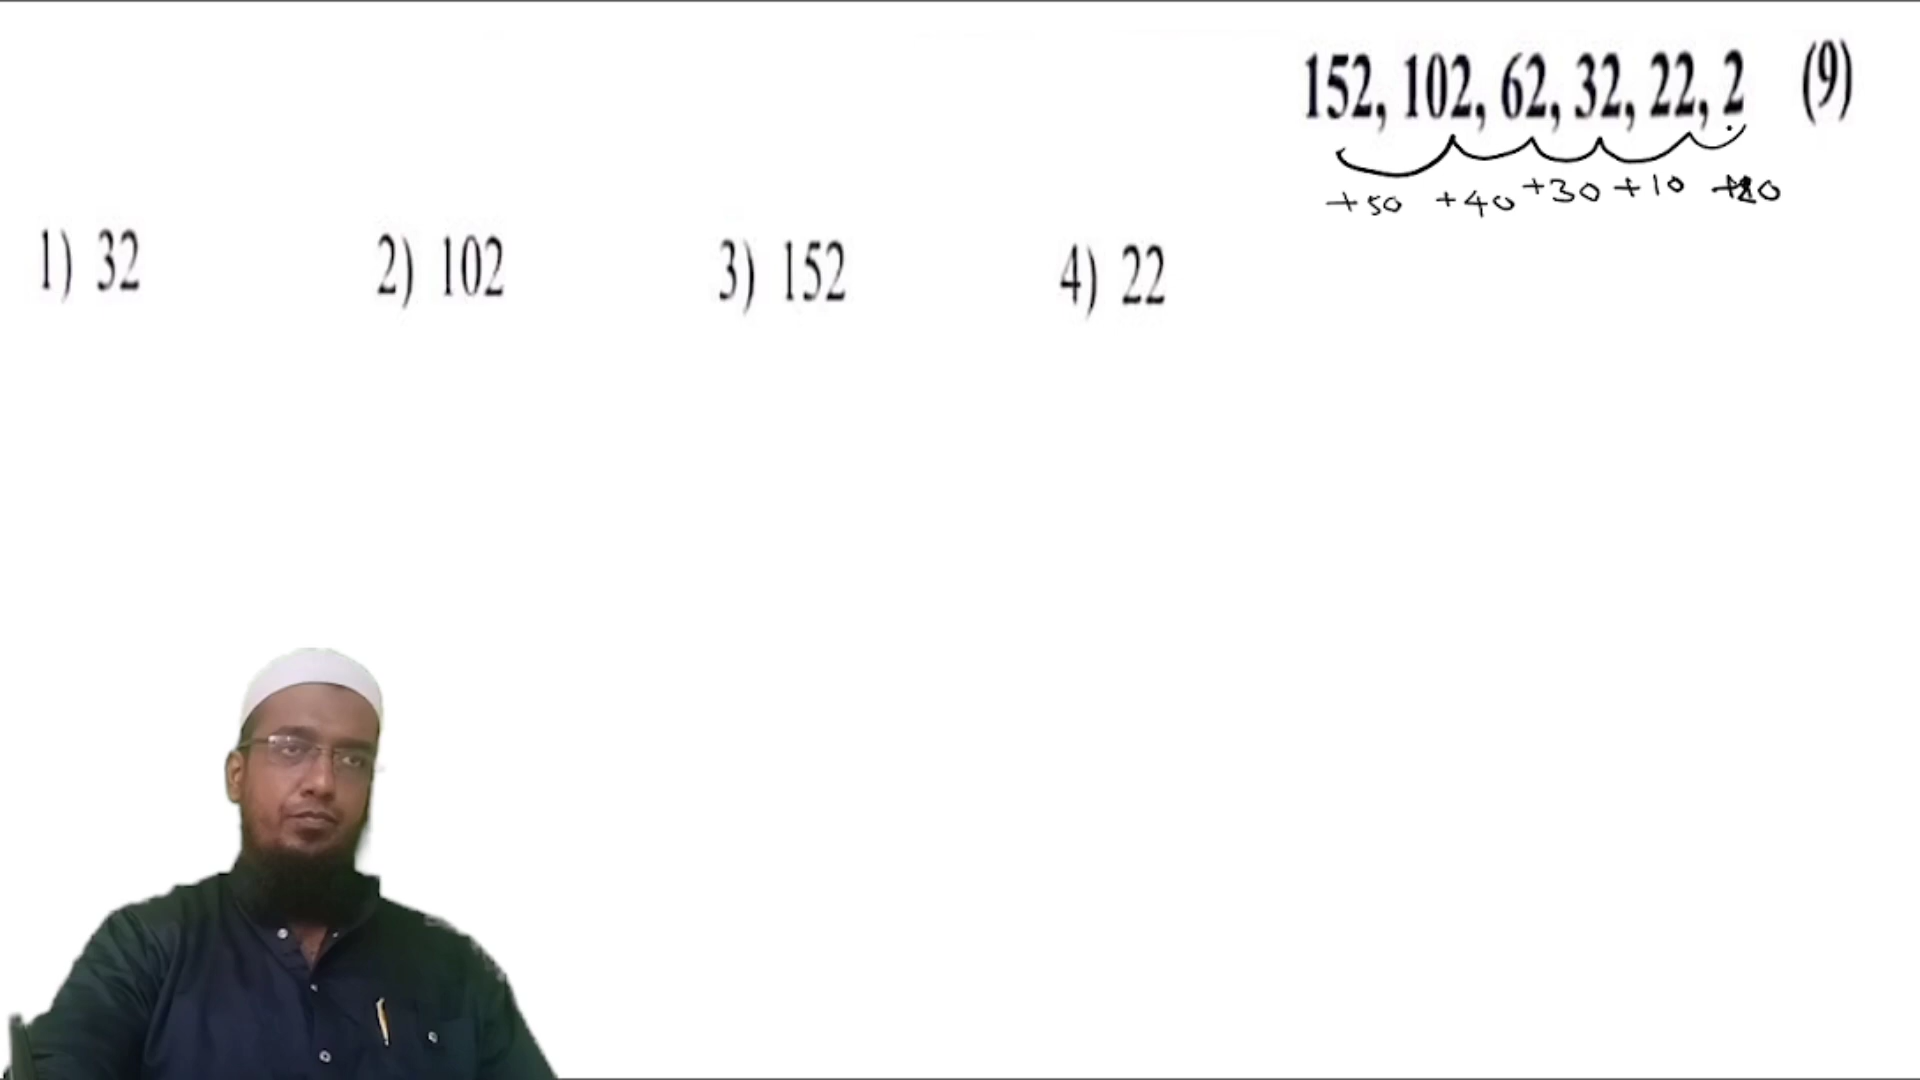 152, 102, 62, 32, 22, 2 (9)
+50 +40 +30 +10
1) 32 2) 102 3) 152 4) 22